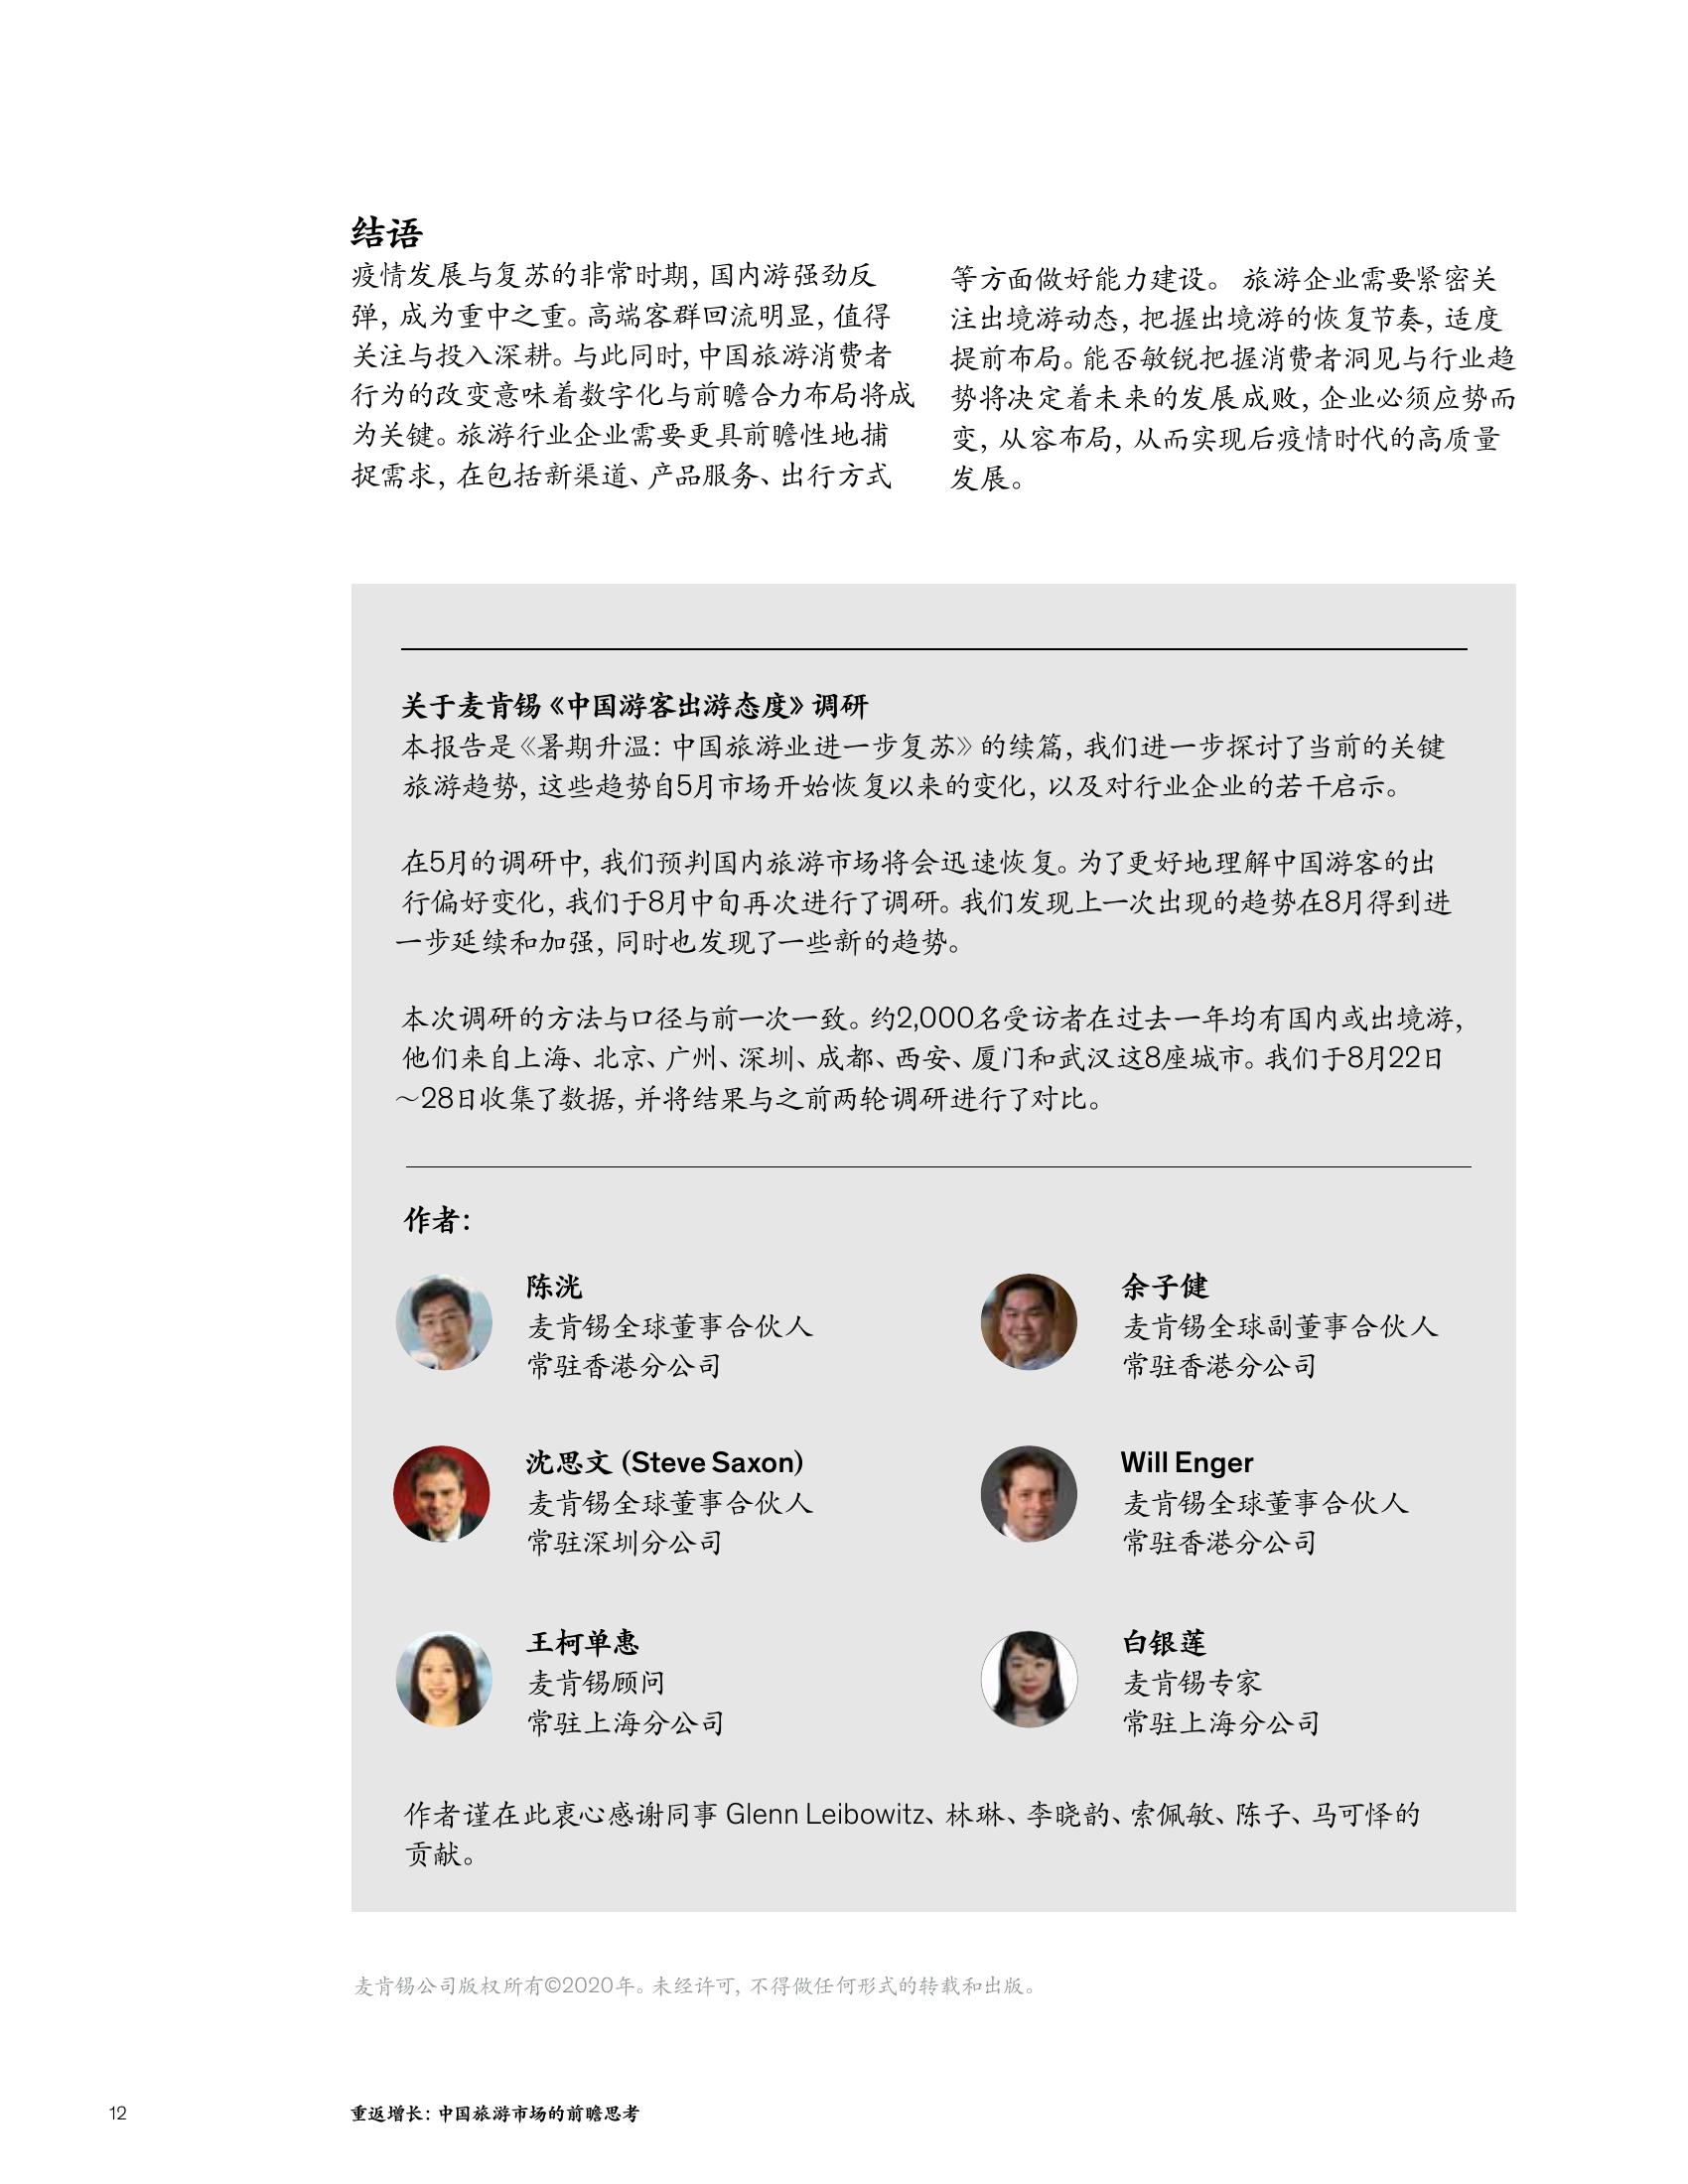 结语
疫情发展与复苏的非常时期, 国内游强劲反
弹, 成为重中之重。高端客群回流明显, 值得
关注与投入深耕。与此同时, 中国旅游消费者
行为的改变意味着数字化与前瞻合力布局将成
为关键。旅游行业企业需要更具前瞻性地捕
捉需求, 在包括新渠道、产品服务、出行方式
等方面做好能力建设。 旅游企业需要紧密关
注出境游动态, 把握出境游的恢复节奏, 适度
提前布局。能否敏锐把握消费者洞见与行业趋
势将决定着未来的发展成败, 企业必须应势而
变, 从容布局, 从而实现后疫情时代的高质量
发展。
关于麦肯锡《中国游客出游态度》调研
本报告是《暑期升温: 中国旅游业进一步复苏》的续篇, 我们进一步探讨了当前的关键
旅游趋势, 这些趋势自5月市场开始恢复以来的变化, 以及对行业企业的若干启示。
在5月的调研中, 我们预判国内旅游市场将会迅速恢复。为了更好地理解中国游客的出
行偏好变化, 我们于8月中旬再次进行了调研。我们发现上一次出现的趋势在8月得到进
一步延续和加强, 同时也发现了一些新的趋势。
本次调研的方法与口径与前一次一致。约2,000名受访者在过去一年均有国内或出境游,
他们来自上海、北京、广州、深圳、成都、西安、厦门和武汉这8座城市。我们于8月22日
～28日收集了数据, 并将结果与之前两轮调研进行了对比。
作者:
陈洸
麦肯锡全球董事合伙人
常驻香港分公司
余子健
麦肯锡全球副董事合伙人
常驻香港分公司
沈思文 (Steve Saxon)
麦肯锡全球董事合伙人
常驻深圳分公司
Will Enger
麦肯锡全球董事合伙人
常驻香港分公司
王柯单惠
麦肯锡顾问
常驻上海分公司
白银莲
麦肯锡专家
常驻上海分公司
作者谨在此衷心感谢同事 Glenn Leibowitz、林琳、李晓韵、索佩敏、陈子、马可怿的
贡献。
麦肯锡公司版权所有©2020年。未经许可, 不得做任何形式的转载和出版。
12
重返增长: 中国旅游市场的前瞻思考